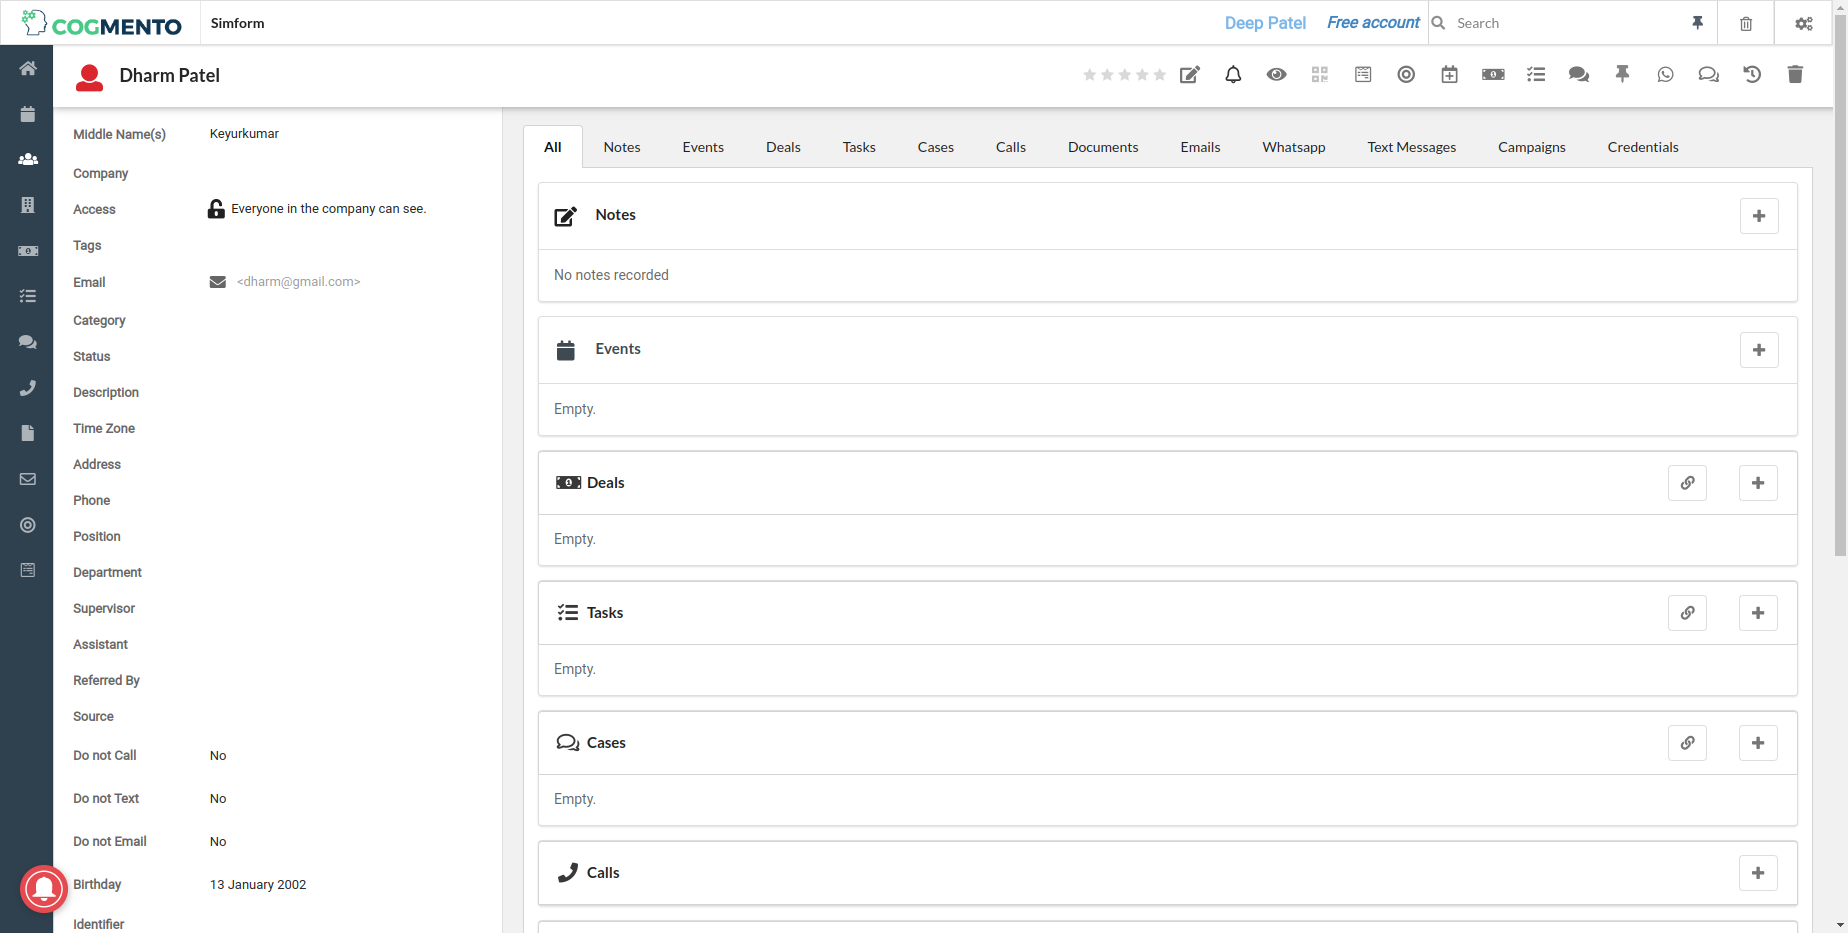 COGMENTO
Simform
Deep Patel
Free account
Search
Dharm Patel
Middle Name(s) Keyurkumar
Company
Access Everyone in the company can see.
Tags
Email <dharm@gmail.com>
Category
Status
Description
Time Zone
Address
Phone
Position
Department
Supervisor
Assistant
Referred By
Source
Do not Call No
Do not Text No
Do not Email No
Birthday 13 January 2002
Identifier
All Notes Events Deals Tasks Cases Calls Documents Emails Whatsapp Text Messages Campaigns Credentials
Notes
No notes recorded
Events
Empty.
Deals
Empty.
Tasks
Empty.
Cases
Empty.
Calls